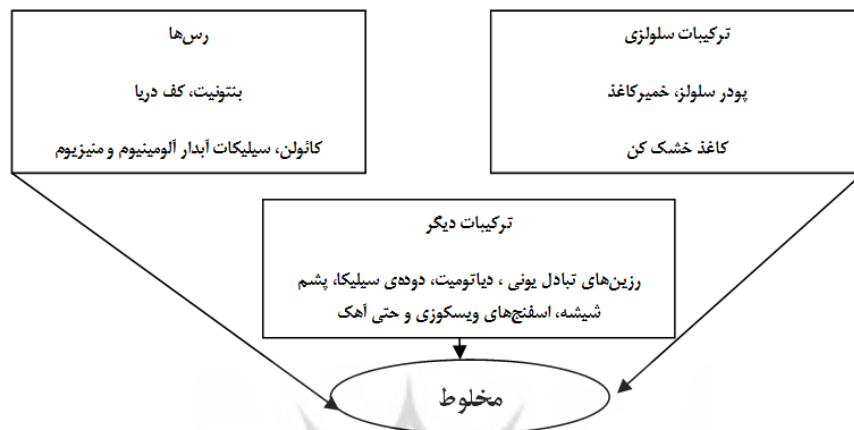 ترکیبات سلولزی
پودر سلولز، خمیرکاغذ
کاغذ خشک کن
رس‌ها
بنتونیت، کف دریا
کائولن، سیلیکات آبدار آلومینیوم و منیزیوم
ترکیبات دیگر
رزین‌های تبادل یونی ، دیاتومیت، دوده‌ی سیلیکا، پشم
شیشه، اسفنج‌های ویسکوزی و حتی آهک
مخلوط